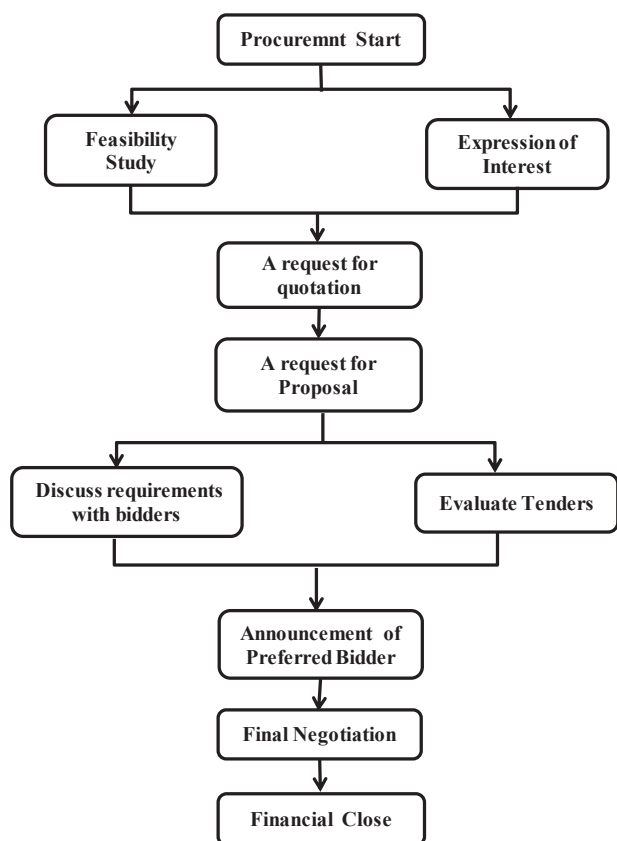 Procuremnt Start
Feasibility
Study
Expression of
Interest
A request for
quotation
A request for
Proposal
Discuss requirements
with bidders
Evaluate Tenders
Announcement of
Preferred Bidder
Final Negotiation
Financial Close